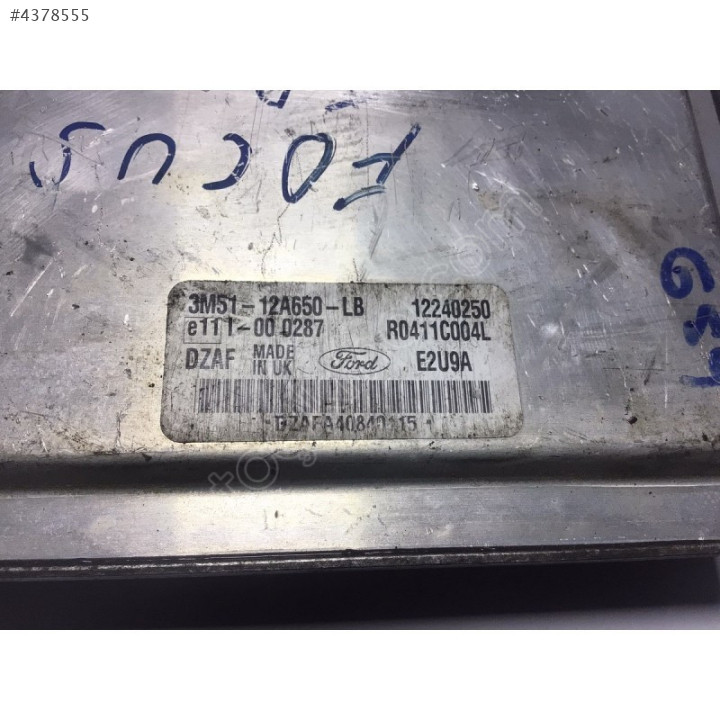 #4378555
FOCUS
3M51-12A650-LB 12240250
e11 I-00 0287 R0411C004L
DZAF MADE IN UK Ford E2U9A